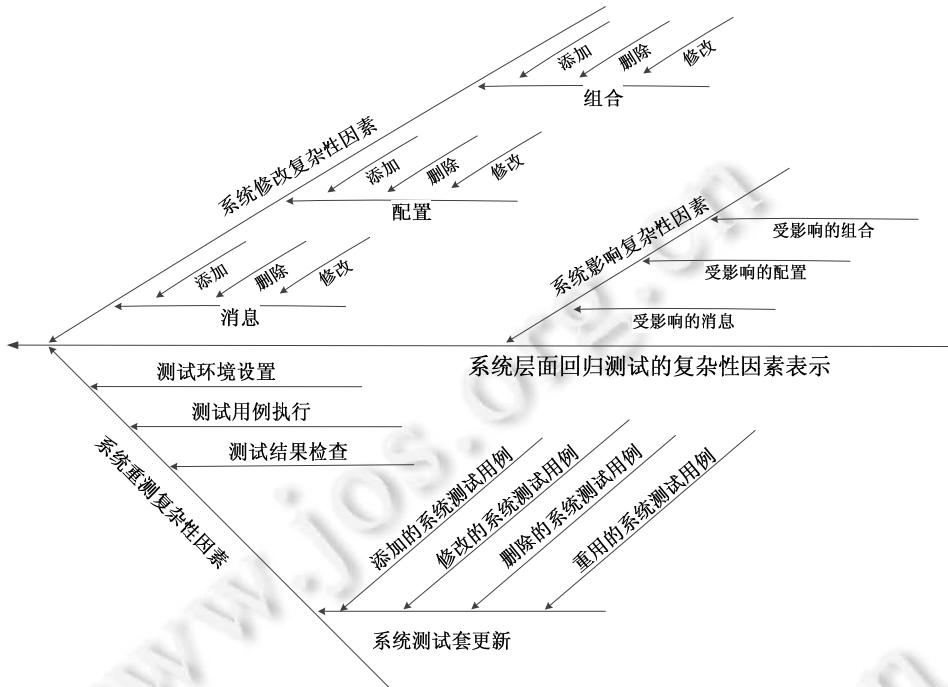 添加
删除
修改
组合
系统修改复杂性因素
添加
删除
修改
配置
系统影响复杂性因素
受影响的组合
受影响的配置
受影响的消息
添加
删除
修改
消息
系统层面回归测试的复杂性因素表示
测试环境设置
测试用例执行
测试结果检查
系统重测复杂性因素
添加的系统测试用例
修改的系统测试用例
删除的系统测试用例
重用的系统测试用例
系统测试套更新
www.jos.org.cn